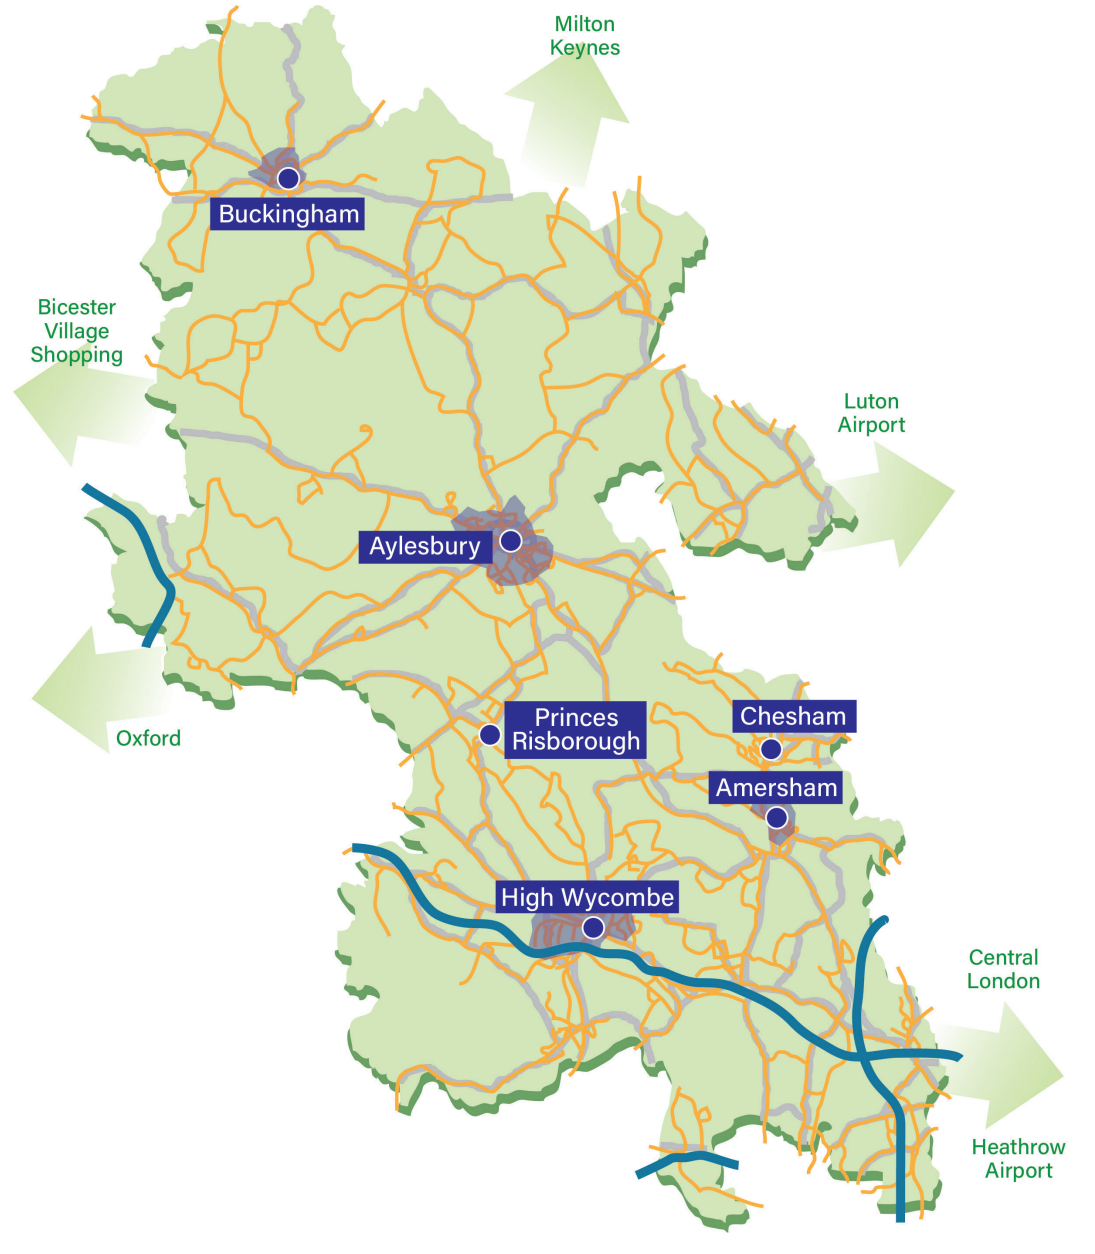 Milton
Keynes
Buckingham
Bicester
Village
Shopping
Luton
Airport
Aylesbury
Oxford
Princes
Risborough
Chesham
Amersham
High Wycombe
Central
London
Heathrow
Airport